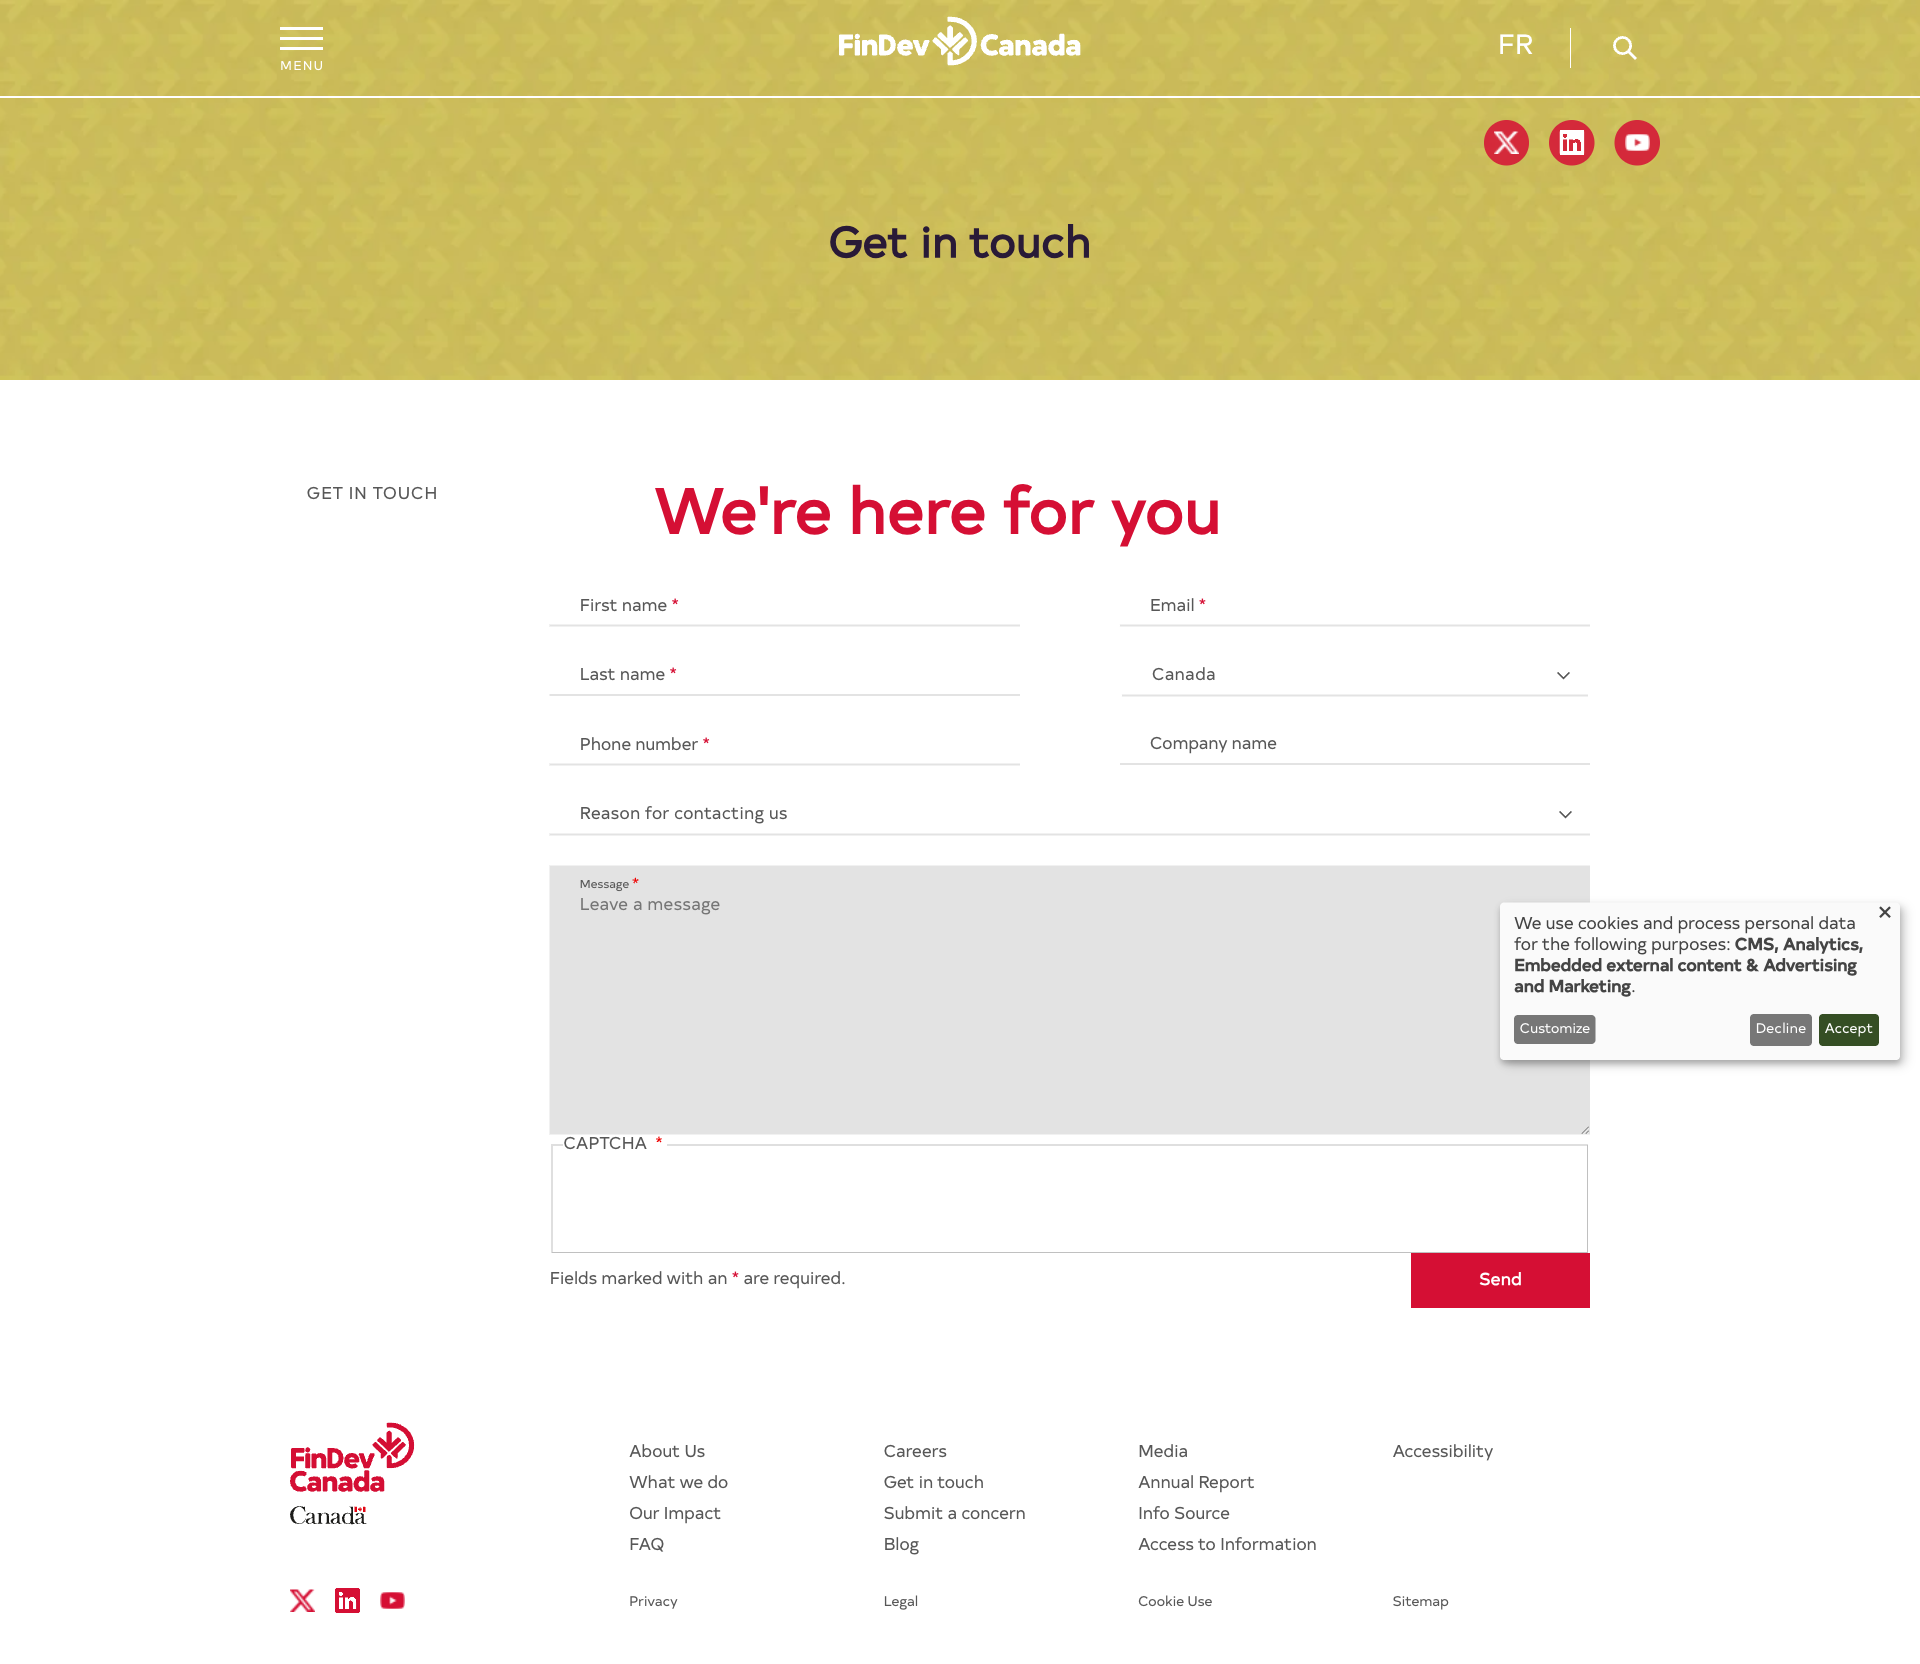 MENU
FinDev Canada
FR
Get in touch
GET IN TOUCH
We're here for you
First name *
Email *
Last name *
Canada
Phone number *
Company name
Reason for contacting us
Message *
Leave a message
We use cookies and process personal data
for the following purposes: CMS, Analytics,
Embedded external content & Advertising
and Marketing.
Customize
Decline
Accept
CAPTCHA *
Fields marked with an * are required.
Send
FinDev
Canada
Canada
About Us
What we do
Our Impact
FAQ
Careers
Get in touch
Submit a concern
Blog
Media
Annual Report
Info Source
Access to Information
Accessibility
Privacy
Legal
Cookie Use
Sitemap